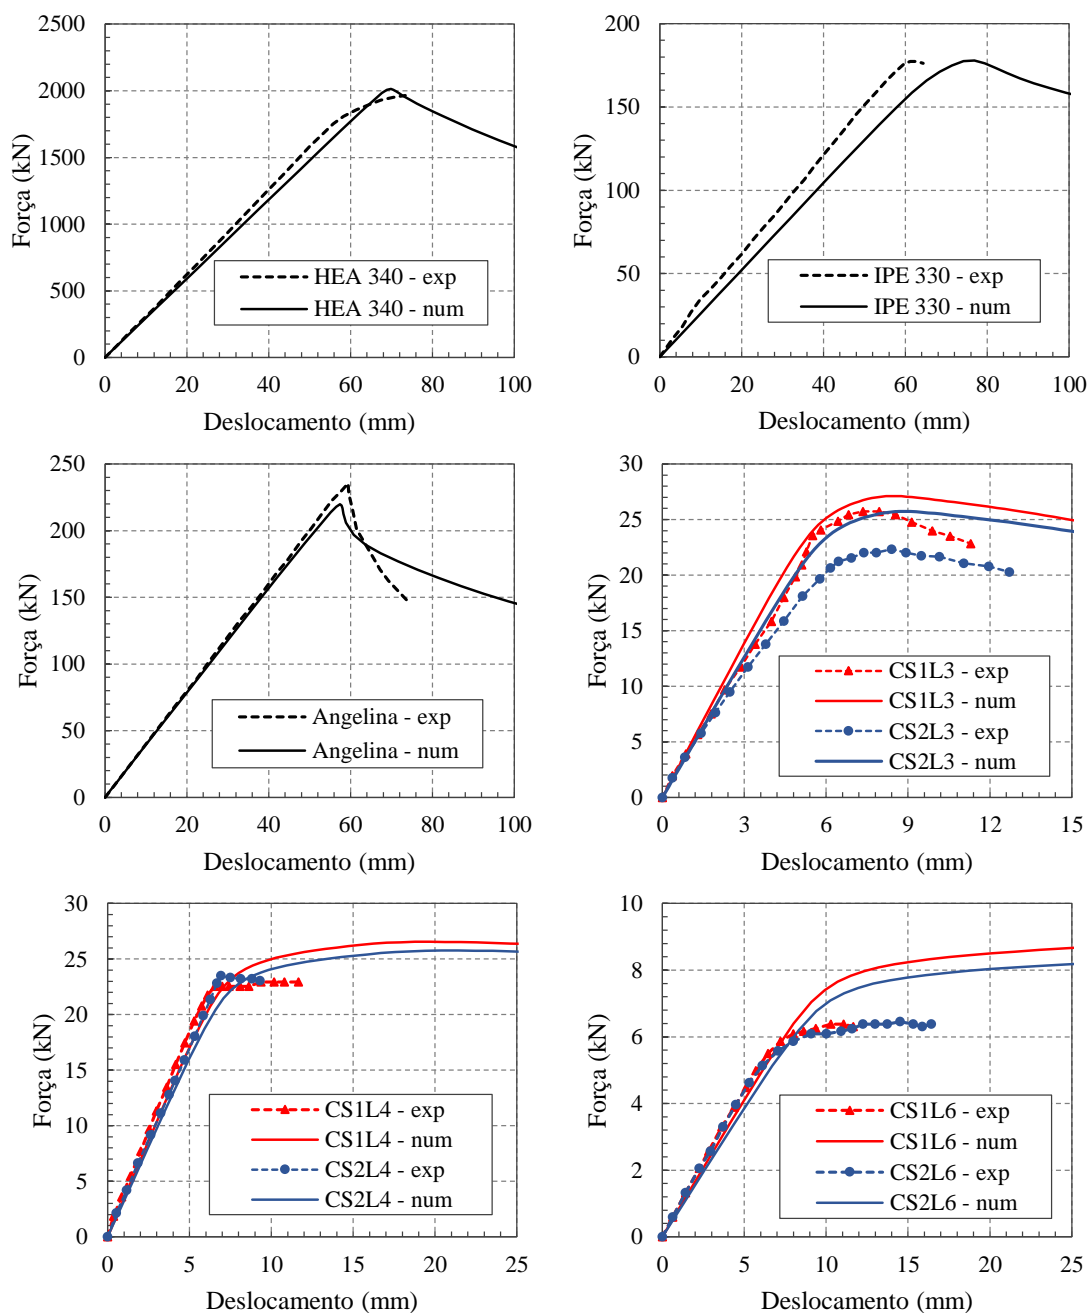 2500
2000
1500
1000
500
0
0 20 40 60 80 100
Força (kN)
Deslocamento (mm)
HEA 340 - exp
HEA 340 - num
200
150
100
50
0
0 20 40 60 80 100
Força (kN)
Deslocamento (mm)
IPE 330 - exp
IPE 330 - num
250
200
150
100
50
0
0 20 40 60 80 100
Força (kN)
Deslocamento (mm)
Angelina - exp
Angelina - num
30
25
20
15
10
5
0
0 3 6 9 12 15
Força (kN)
Deslocamento (mm)
CS1L3 - exp
CS1L3 - num
CS2L3 - exp
CS2L3 - num
30
25
20
15
10
5
0
0 5 10 15 20 25
Força (kN)
Deslocamento (mm)
CS1L4 - exp
CS1L4 - num
CS2L4 - exp
CS2L4 - num
10
8
6
4
2
0
0 5 10 15 20 25
Força (kN)
Deslocamento (mm)
CS1L6 - exp
CS1L6 - num
CS2L6 - exp
CS2L6 - num